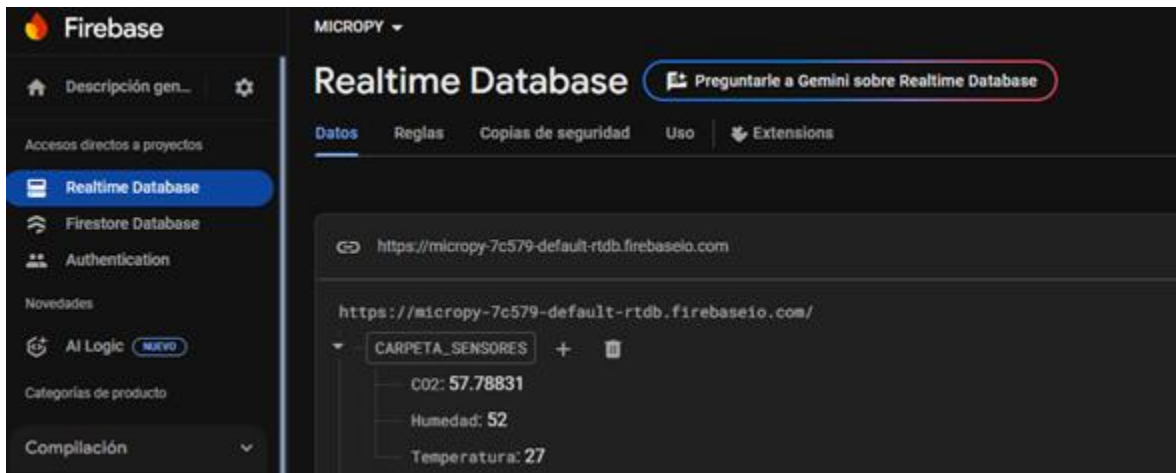 Firebase
Descripción gen...
Accesos directos a proyectos
Realtime Database
Firestore Database
Authentication
Novedades
AI Logic NUEVO
Categorías de producto
Compilación
MICROPY
Realtime Database Preguntarle a Gemini sobre Realtime Database
Datos Reglas Copias de seguridad Uso Extensions
https://micropy-7c579-default-rtdb.firebaseio.com
https://micropy-7c579-default-rtdb.firebaseio.com/
CARPETA_SENSORES
CO2: 57.78831
Humedad: 52
Temperatura: 27